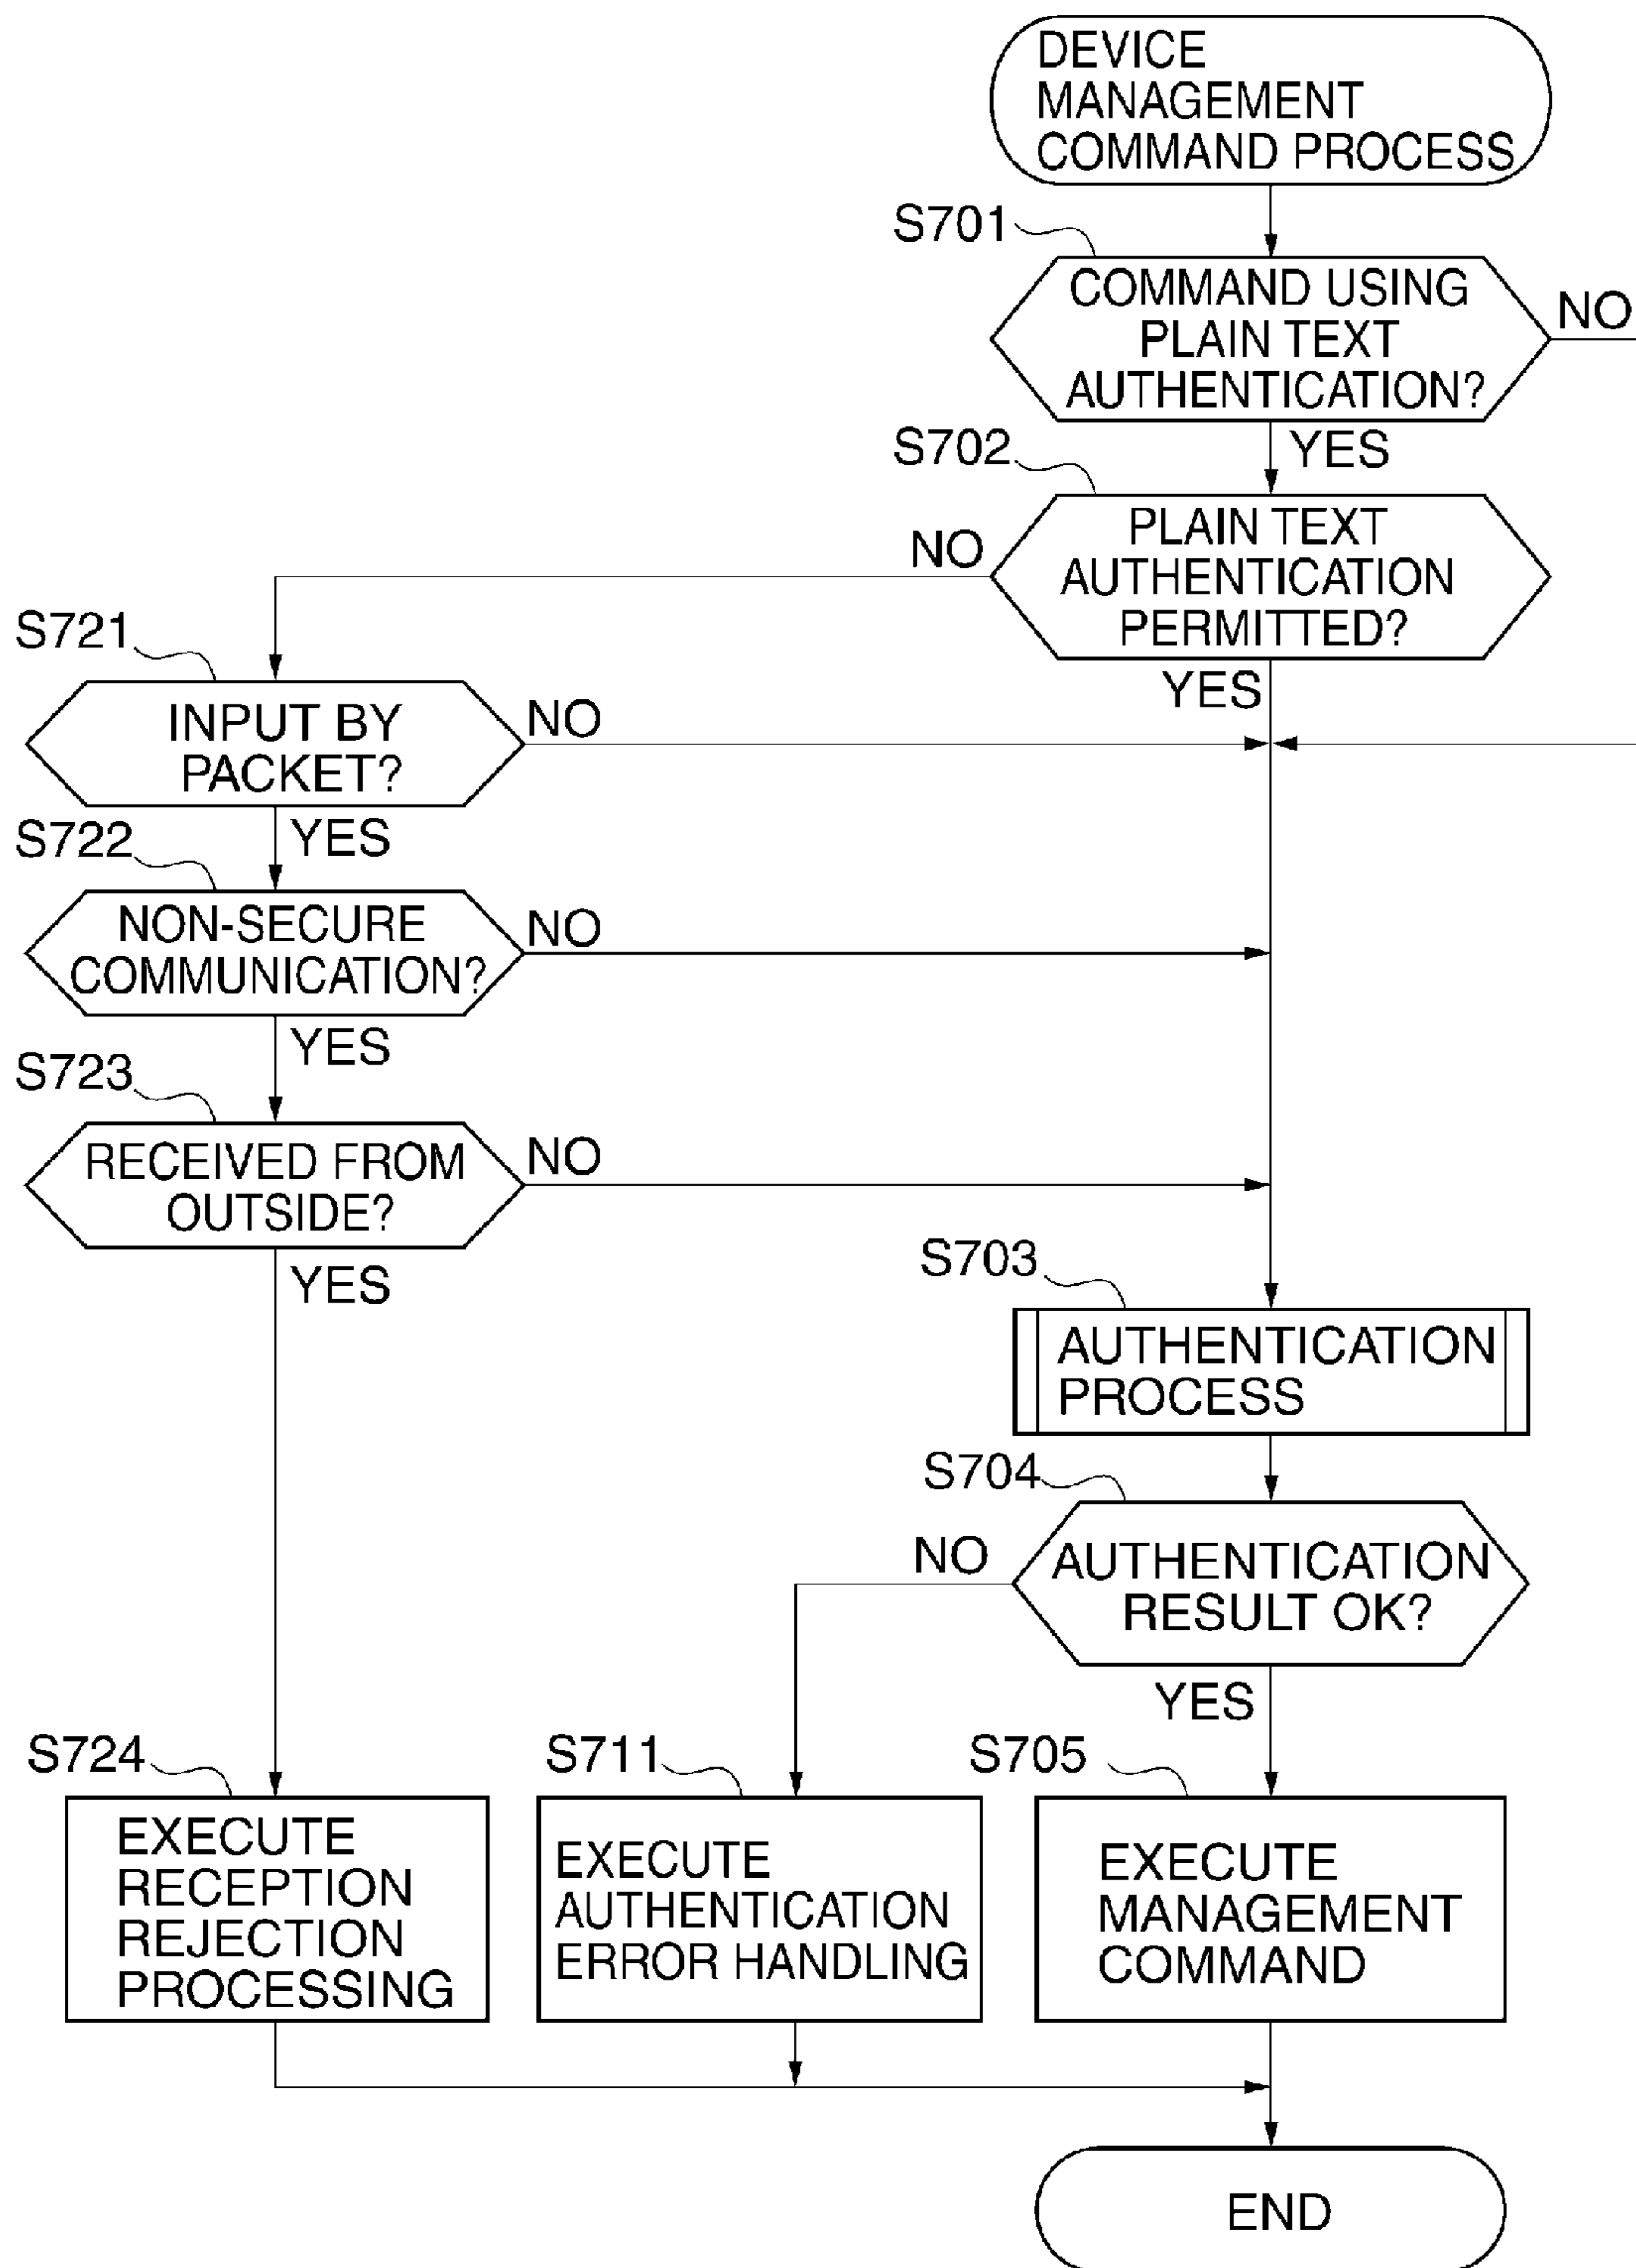 DEVICE
MANAGEMENT
COMMAND PROCESS
S701
COMMAND USING
PLAIN TEXT
AUTHENTICATION?
NO
YES
S702
PLAIN TEXT
AUTHENTICATION
PERMITTED?
NO
YES
S721
INPUT BY
PACKET?
NO
YES
S722
NON-SECURE
COMMUNICATION?
NO
YES
S723
RECEIVED FROM
OUTSIDE?
NO
YES
S703
AUTHENTICATION
PROCESS
S704
AUTHENTICATION
RESULT OK?
NO
YES
S724
EXECUTE
RECEPTION
REJECTION
PROCESSING
S711
EXECUTE
AUTHENTICATION
ERROR HANDLING
S705
EXECUTE
MANAGEMENT
COMMAND
END